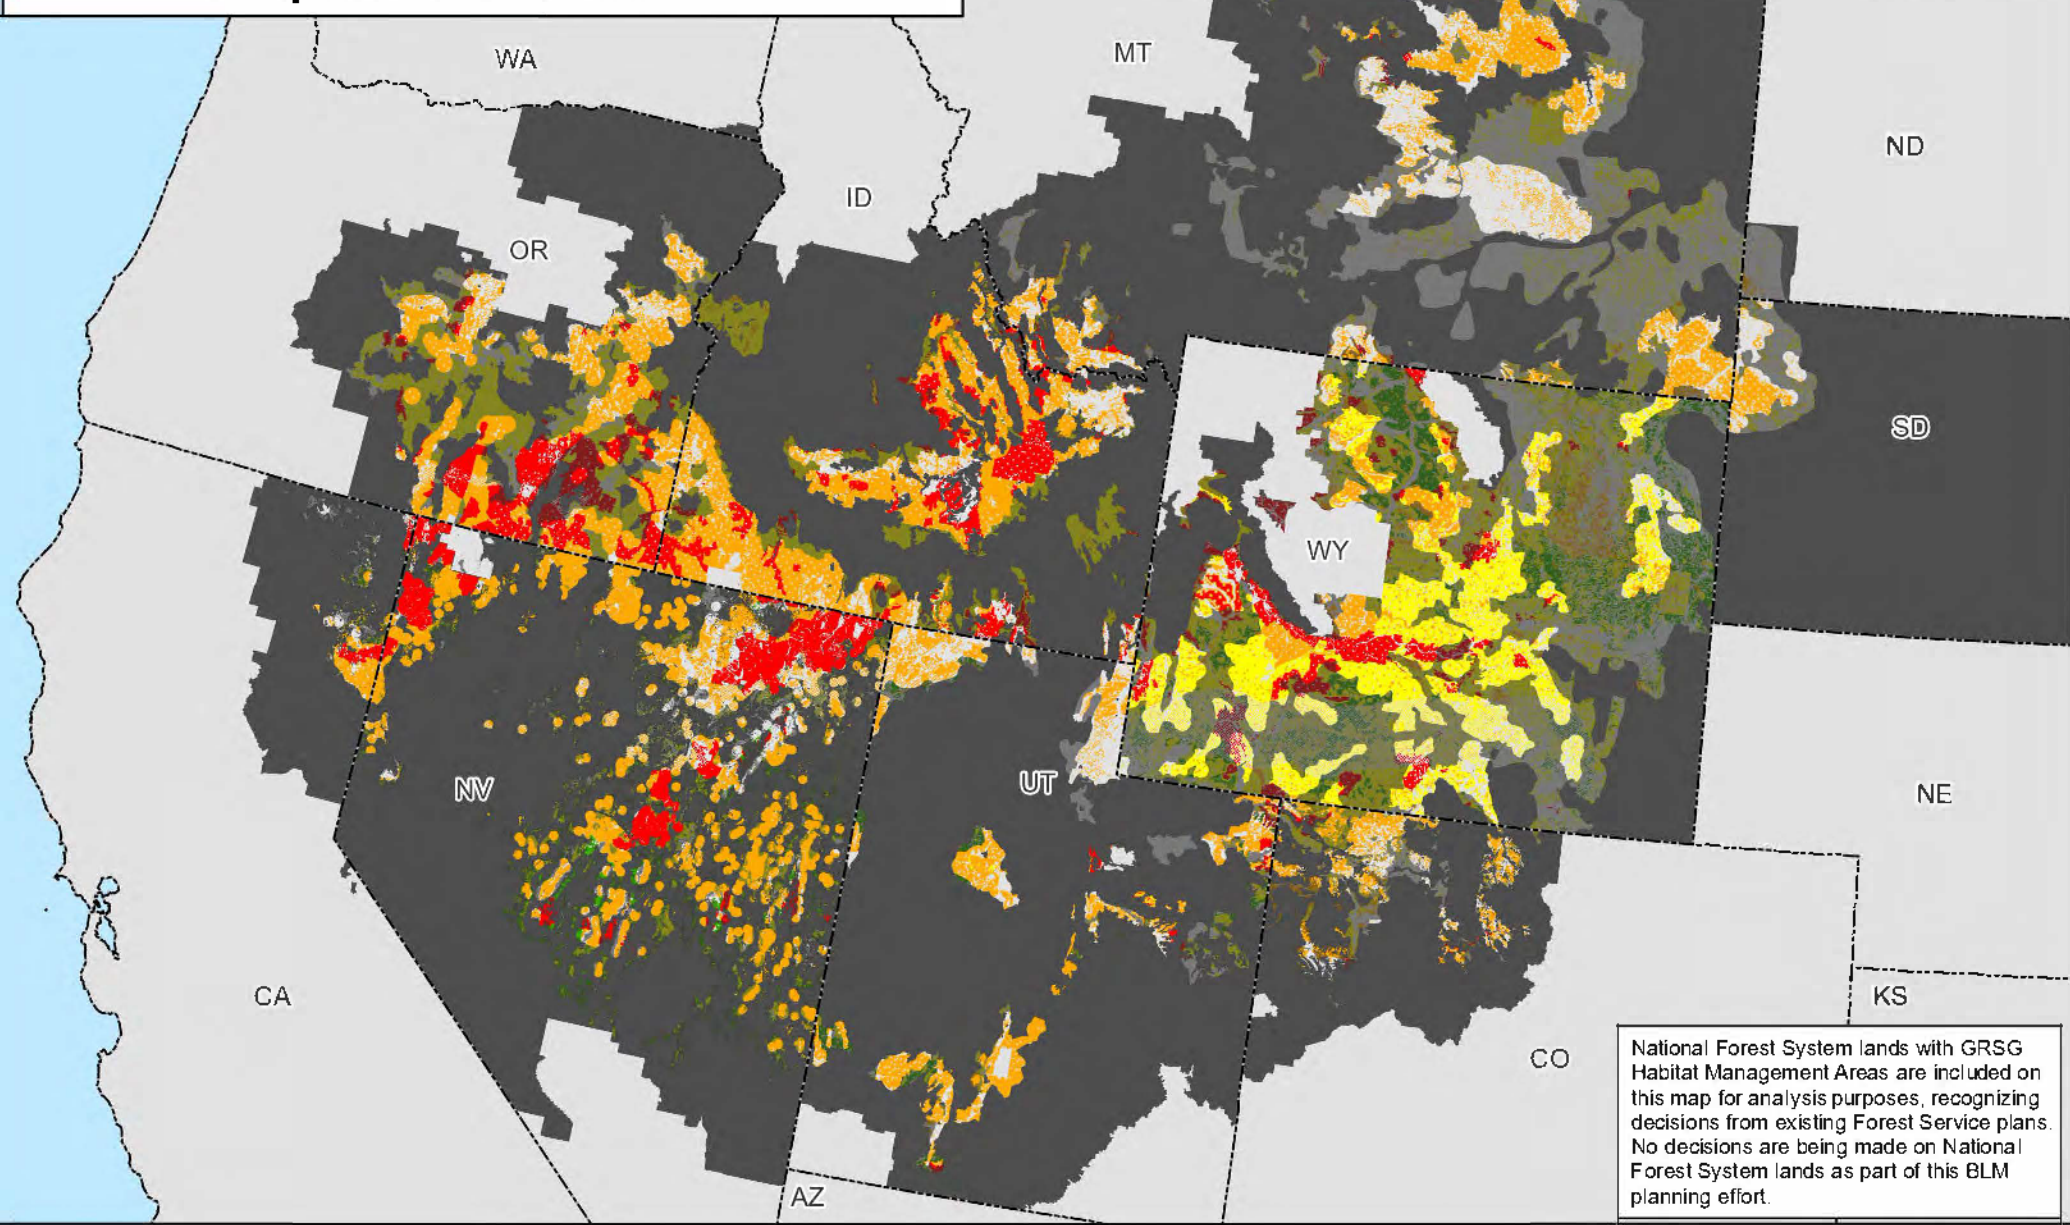 WA
MT
ND
ID
OR
SD
WY
NV
UT
NE
CA
KS
CO
AZ
National Forest System lands with GRSG
Habitat Management Areas are included on
this map for analysis purposes, recognizing
decisions from existing Forest Service plans.
No decisions are being made on National
Forest System lands as part of this BLM
planning effort.